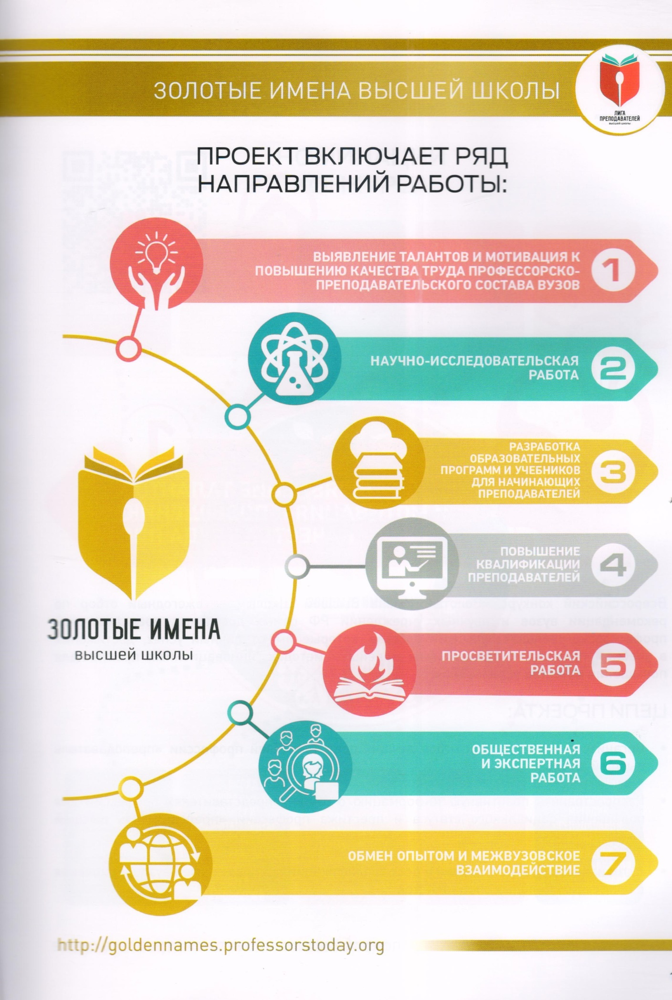 ЗОЛОТЫЕ ИМЕНА ВЫСШЕЙ ШКОЛЫ
ЛИГА
ПРЕПОДАВАТЕЛЕЙ
ВЫСШЕЙ ШКОЛЫ
ПРОЕКТ ВКЛЮЧАЕТ РЯД
НАПРАВЛЕНИЙ РАБОТЫ:
ВЫЯВЛЕНИЕ ТАЛАНТОВ И МОТИВАЦИЯ К
ПОВЫШЕНИЮ КАЧЕСТВА ТРУДА ПРОФЕССОРСКО-
ПРЕПОДАВАТЕЛЬСКОГО СОСТАВА ВУЗОВ
1
НАУЧНО-ИССЛЕДОВАТЕЛЬСКАЯ
РАБОТА
2
РАЗРАБОТКА
ОБРАЗОВАТЕЛЬНЫХ
ПРОГРАММ И УЧЕБНИКОВ
ДЛЯ НАЧИНАЮЩИХ
ПРЕПОДАВАТЕЛЕЙ
3
ПОВЫШЕНИЕ
КВАЛИФИКАЦИИ
ПРЕПОДАВАТЕЛЕЙ
4
ЗОЛОТЫЕ ИМЕНА
ВЫСШЕЙ ШКОЛЫ
ПРОСВЕТИТЕЛЬСКАЯ
РАБОТА
5
ОБЩЕСТВЕННАЯ
И ЭКСПЕРТНАЯ
РАБОТА
6
ОБМЕН ОПЫТОМ И МЕЖВУЗОВСКОЕ
ВЗАИМОДЕЙСТВИЕ
7
http://goldennames.professorstoday.org